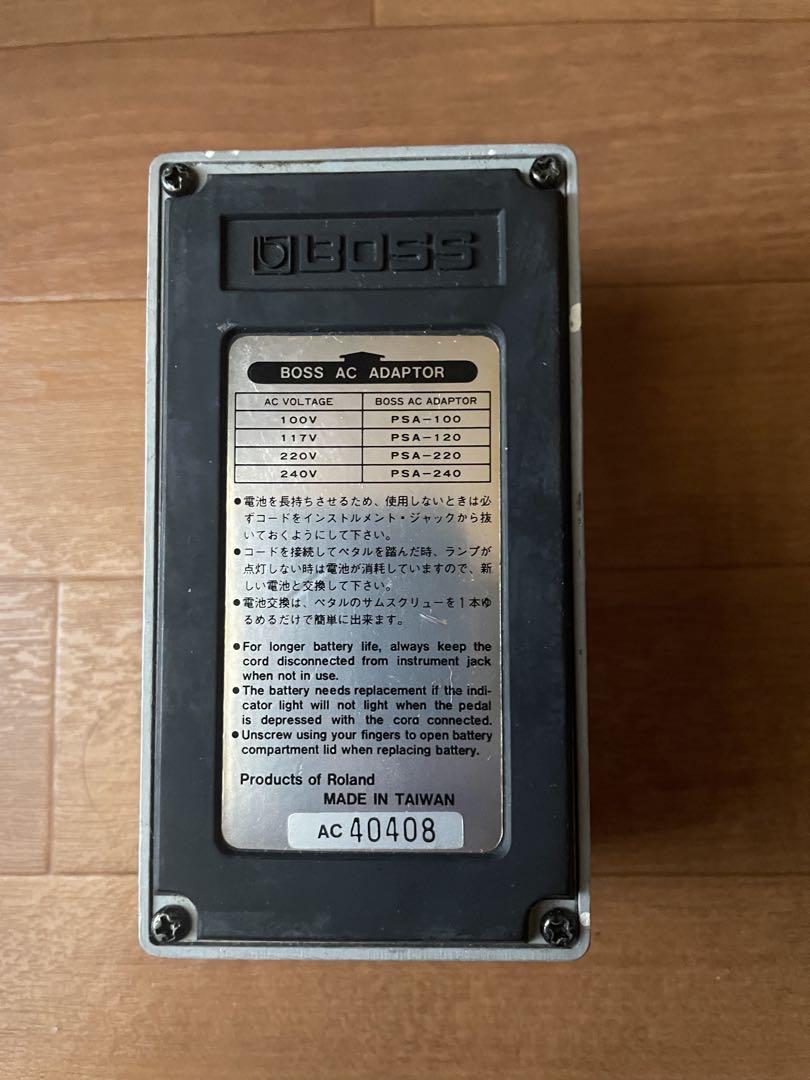 BOSS
BOSS AC ADAPTOR
AC VOLTAGE BOSS AC ADAPTOR
100V PSA-100
117V PSA-120
220V PSA-220
240V PSA-240
●電池を長持ちさせるため、使用しないときは必
ずコードをインストルメント・ジャックから抜
いておくようにして下さい。
●コードを接続してペタルを踏んだ時、ランプが
点灯しない時は電池が消耗していますので、新
しい電池と交換して下さい。
●電池交換は、ペタルのサムスクリューを1本ゆ
るめるだけで簡単に出来ます。
●For longer battery life, always keep the
cord disconnected from instrument jack
when not in use.
●The battery needs replacement if the indi-
cator light will not light when the pedal
is depressed with the cord connected.
●Unscrew using your fingers to open battery
compartment lid when replacing battery.
Products of Roland
MADE IN TAIWAN
AC 40408